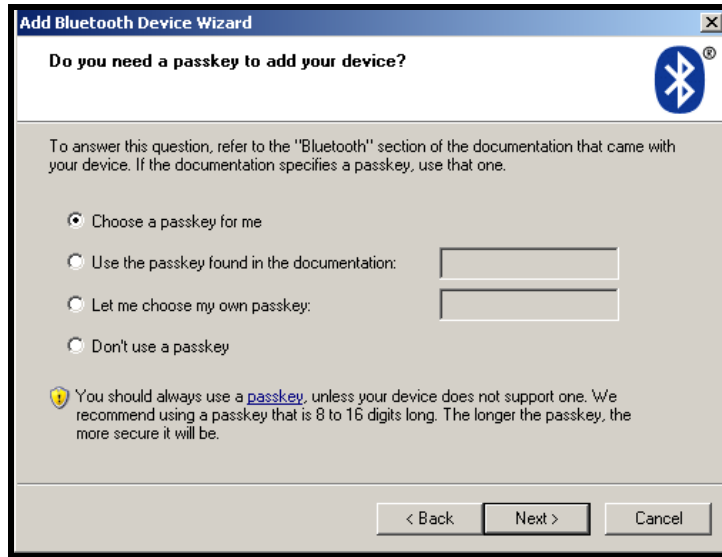 Add Bluetooth Device Wizard
Do you need a passkey to add your device?
®
To answer this question, refer to the "Bluetooth" section of the documentation that came with
your device. If the documentation specifies a passkey, use that one.
Choose a passkey for me
Use the passkey found in the documentation:
Let me choose my own passkey:
Don't use a passkey
You should always use a passkey, unless your device does not support one. We
recommend using a passkey that is 8 to 16 digits long. The longer the passkey, the
more secure it will be.
< Back Next > Cancel